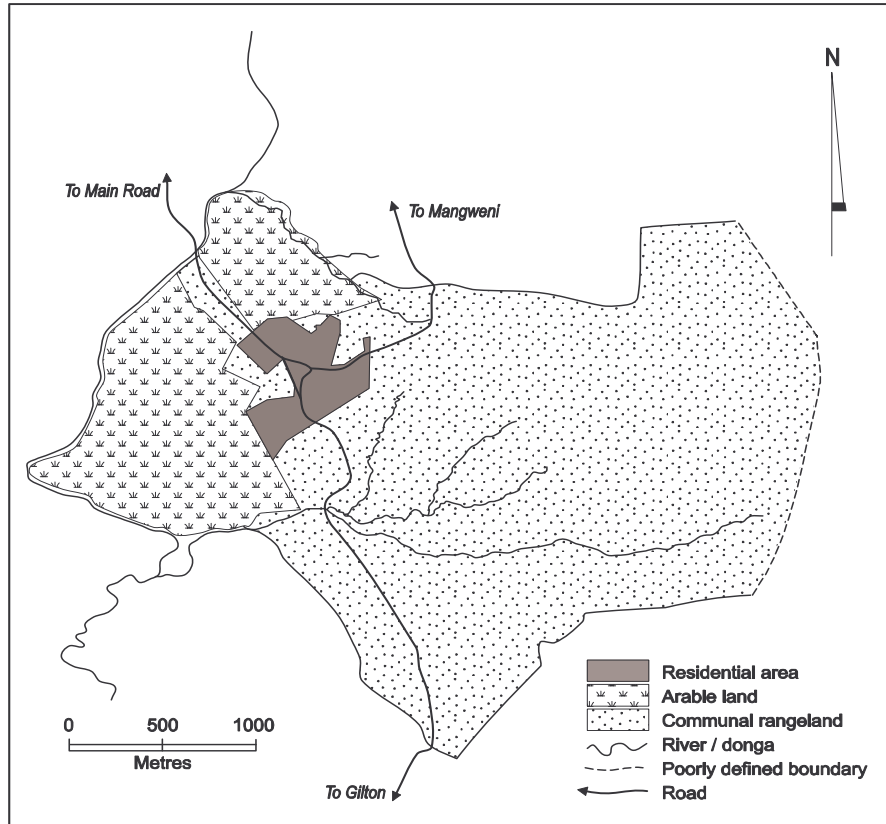 N
To Main Road
To Mangweni
Residential area
Arable land
Communal rangeland
River / donga
Poorly defined boundary
Road
0 500 1000
Metres
To Gilton